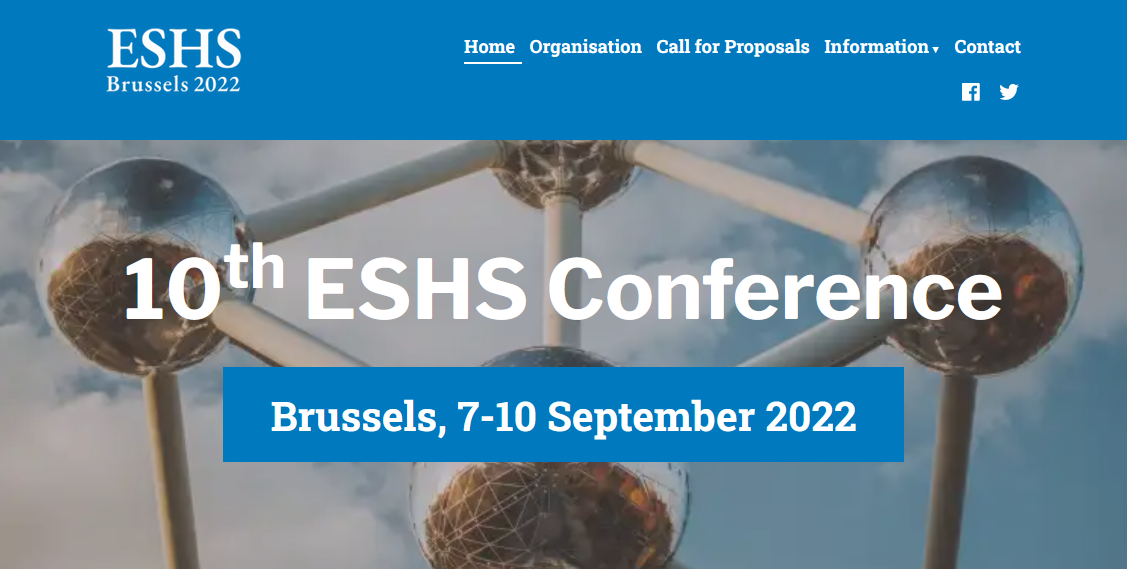 ESHS
Brussels 2022
Home Organisation Call for Proposals Information ▾ Contact
10th ESHS Conference
Brussels, 7-10 September 2022